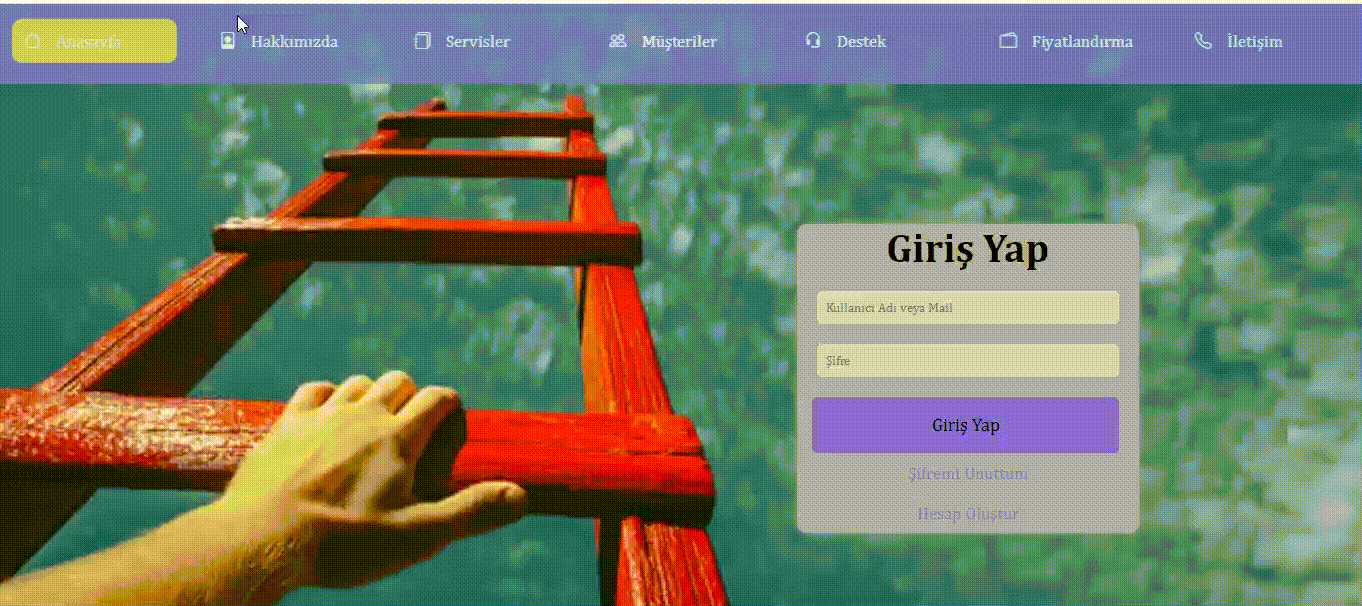 Anasayfa Hakkımızda Servisler Müşteriler Destek Fiyatlandırma İletişim
Giriş Yap
Kullanıcı Adı veya Mail
Şifre
Giriş Yap
Şifremi Unuttum
Hesap Oluştur